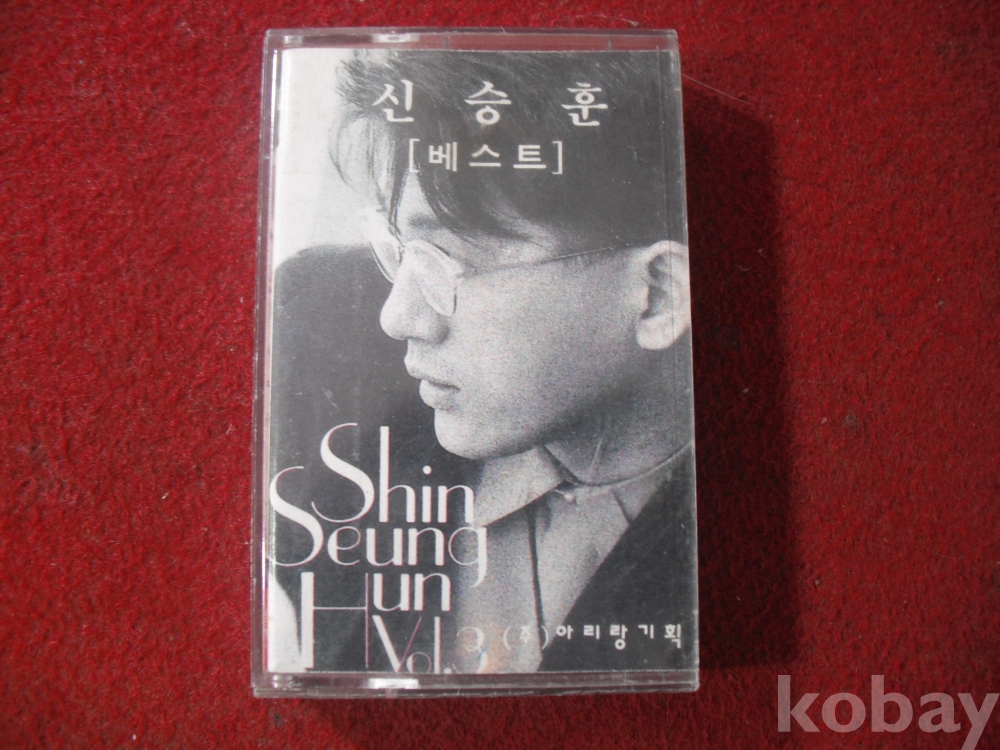 신승훈
[베스트]
Shin
Seung
Hun
Vol.3
(주)아리랑기획
kobay